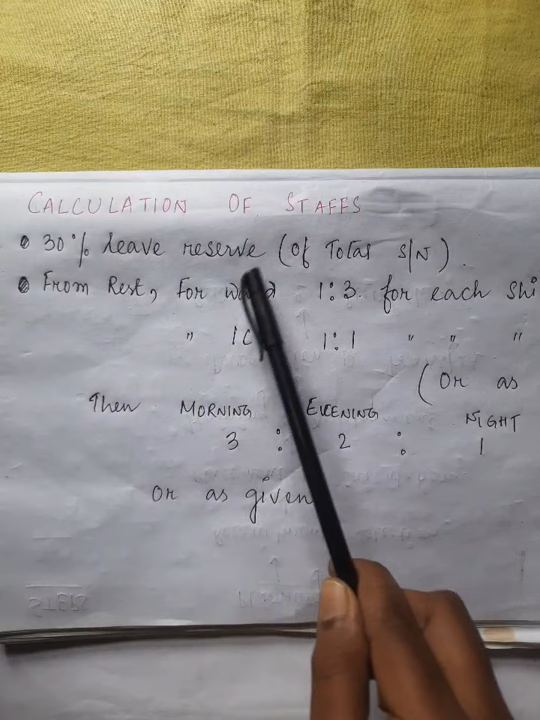 CALCULATION OF STAFFS
• 30% leave reserve (Of Total S/N).
• From Rest, For - 1:3. for each Shi
" 1:1 " " "
(Or as
Then MORNING EVENING NIGHT
3 : 2 : 1
Or as given